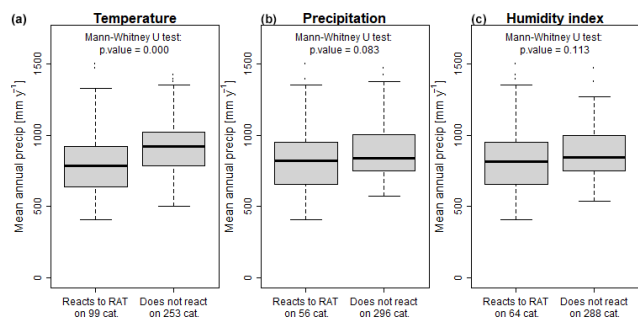 (a) Temperature
Mann-Whitney U test:
p.value = 0.000
Mean annual precip [mm y⁻¹]
1500
1000
500
0
Reacts to RAT
on 99 cat.
Does not react
on 253 cat.
(b) Precipitation
Mann-Whitney U test:
p.value = 0.083
Mean annual precip [mm y⁻¹]
1500
1000
500
0
Reacts to RAT
on 56 cat.
Does not react
on 296 cat.
(c) Humidity index
Mann-Whitney U test:
p.value = 0.113
Mean annual precip [mm y⁻¹]
1500
1000
500
0
Reacts to RAT
on 64 cat.
Does not react
on 288 cat.